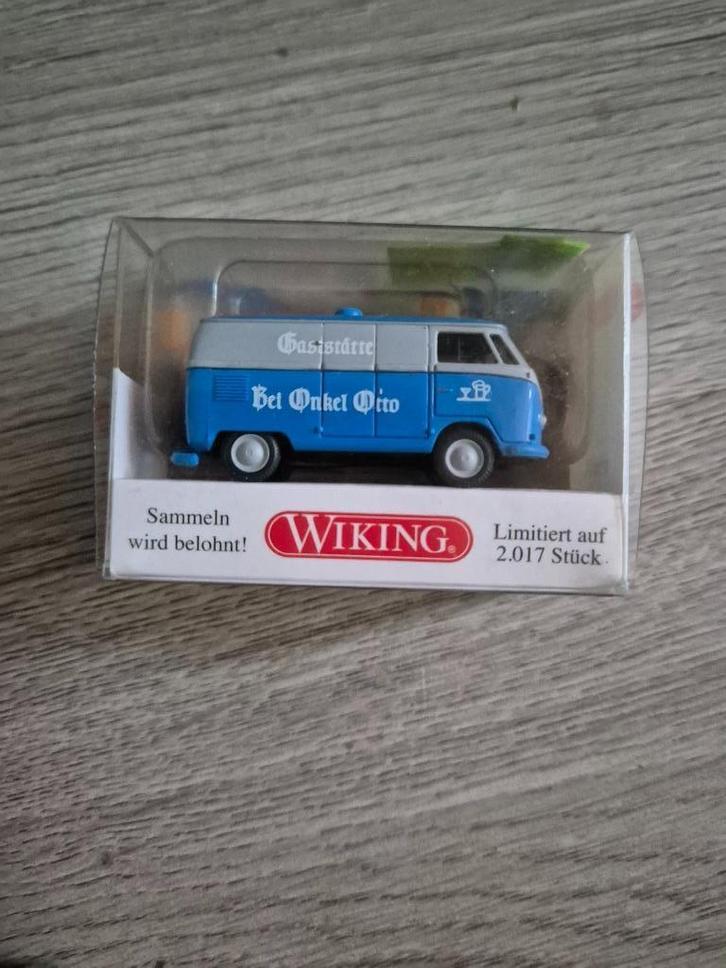 Gaststätte
Bei Onkel Otto
Sammeln
wird belohnt!
WIKING®
Limitiert auf
2.017 Stück